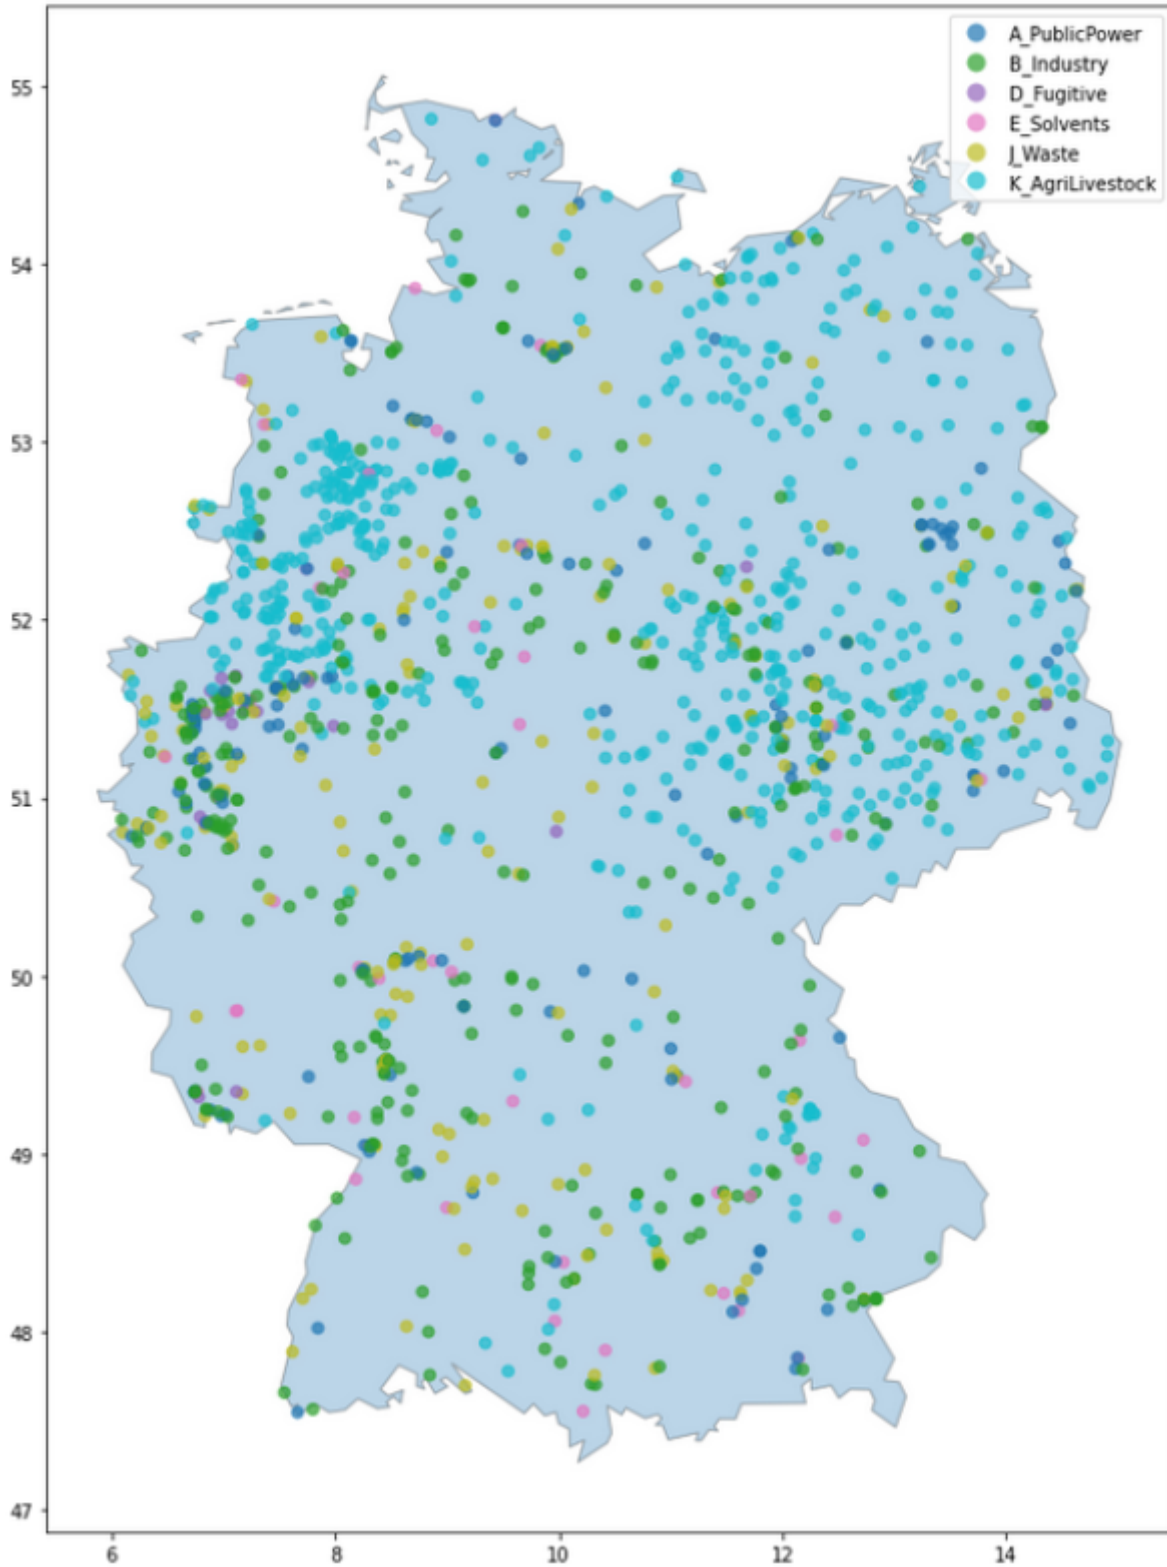 A_PublicPower
B_Industry
D_Fugitive
E_Solvents
J_Waste
K_AgriLivestock
55
54
53
52
51
50
49
48
47
6 8 10 12 14